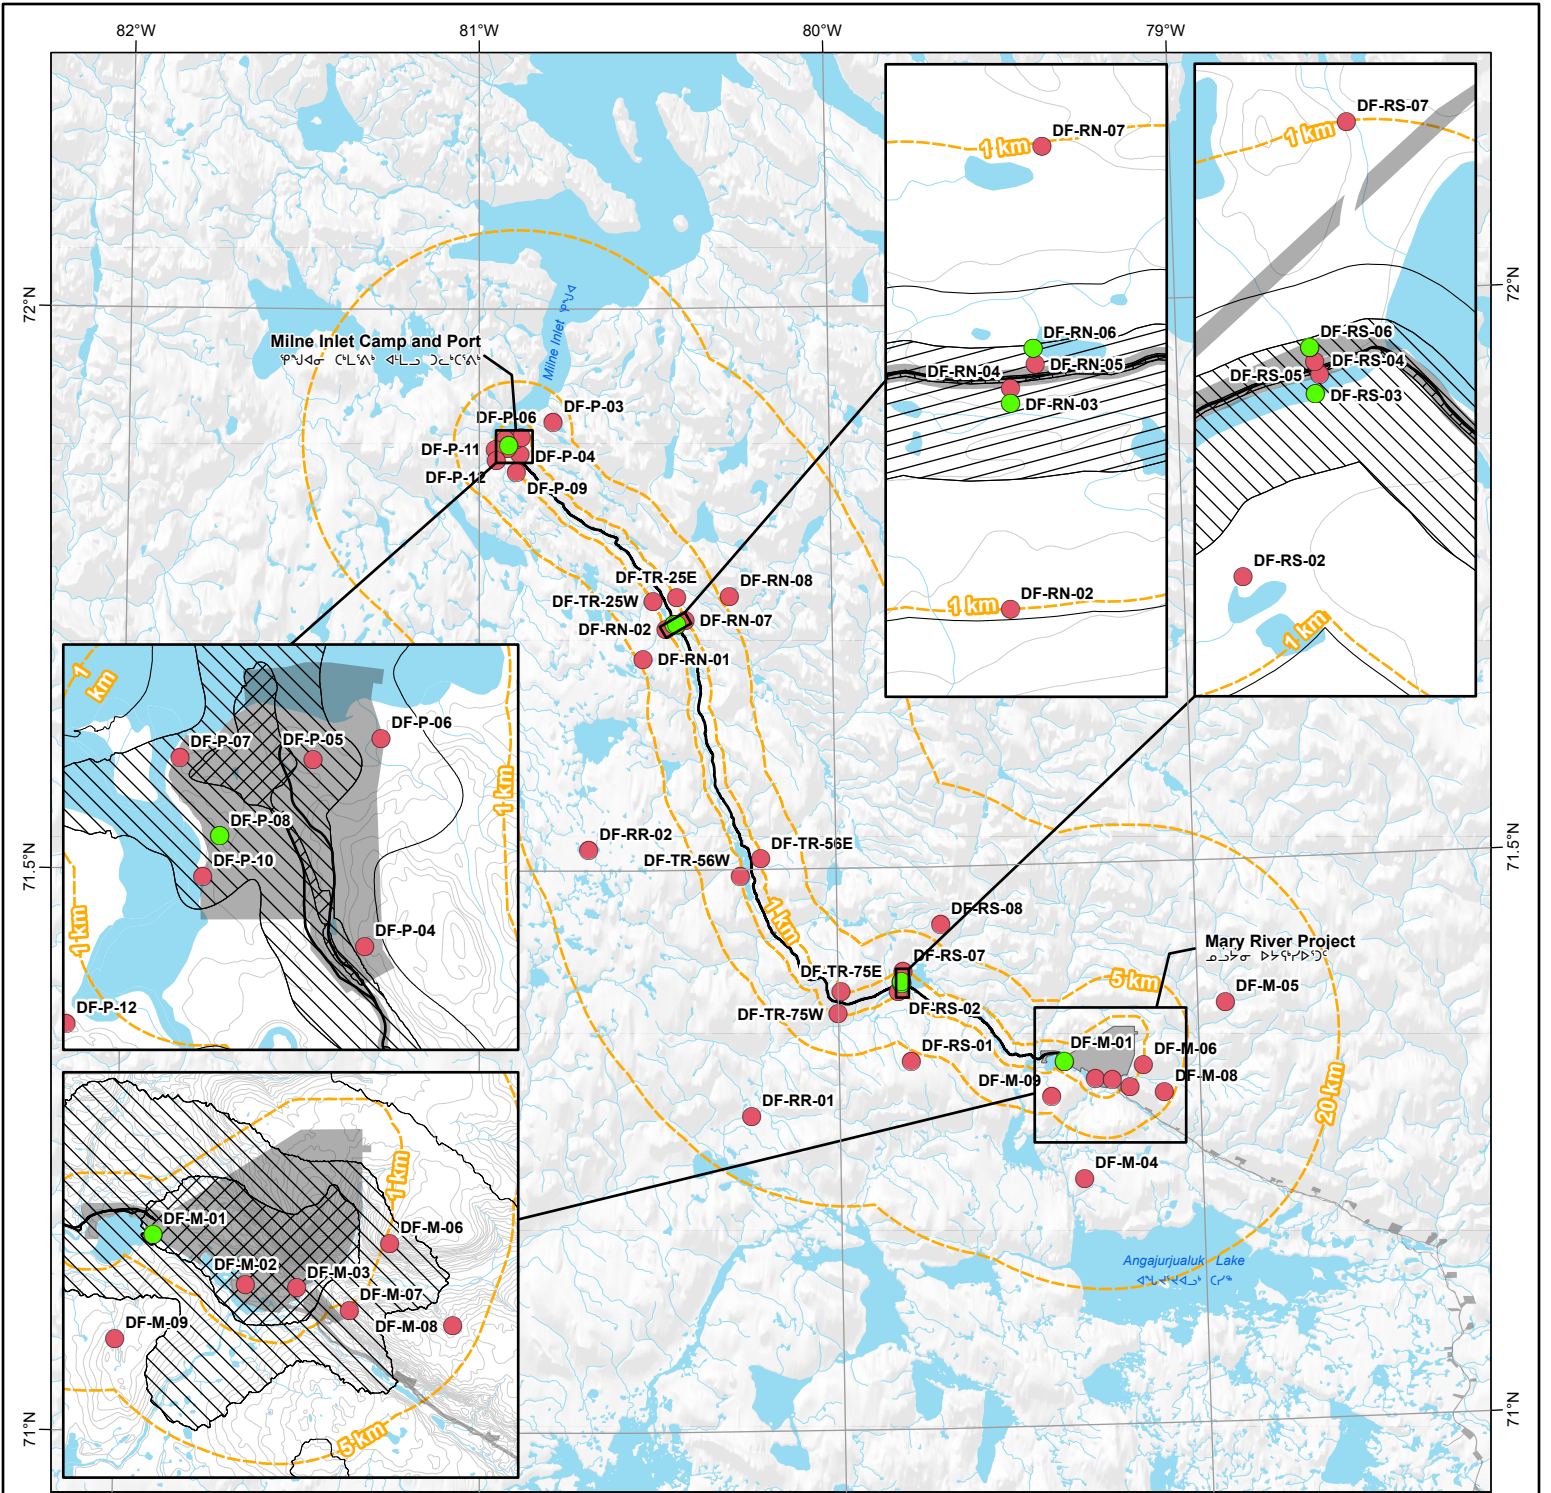 82°W
81°W
80°W
79°W
72°N
72°N
71.5°N
71.5°N
71°N
71°N
Milne Inlet Camp and Port
Milne Inlet
DF-P-06
DF-P-03
DF-P-11
DF-P-04
DF-P-12
DF-P-09
DF-TR-25E
DF-RN-08
DF-TR-25W
DF-RN-07
DF-RN-02
DF-RN-01
DF-RR-02
DF-TR-56E
DF-TR-56W
1 km
DF-RS-08
DF-RS-07
DF-TR-75E
DF-RS-02
DF-TR-75W
DF-RS-01
DF-RR-01
5 km
20 km
Mary River Project
DF-M-05
DF-M-01
DF-M-06
DF-M-09
DF-M-08
DF-M-04
Angajurjualuk Lake
DF-RN-07
1 km
DF-RN-06
DF-RN-04
DF-RN-05
DF-RN-03
DF-RN-02
1 km
DF-RS-07
1 km
DF-RS-06
DF-RS-04
DF-RS-05
DF-RS-03
DF-RS-02
1 km
1 km
DF-P-06
DF-P-07
DF-P-05
1 km
DF-P-08
DF-P-10
1 km
DF-P-04
DF-P-12
1 km
DF-M-01
DF-M-06
DF-M-02
DF-M-03
DF-M-07
DF-M-09
DF-M-08
5 km